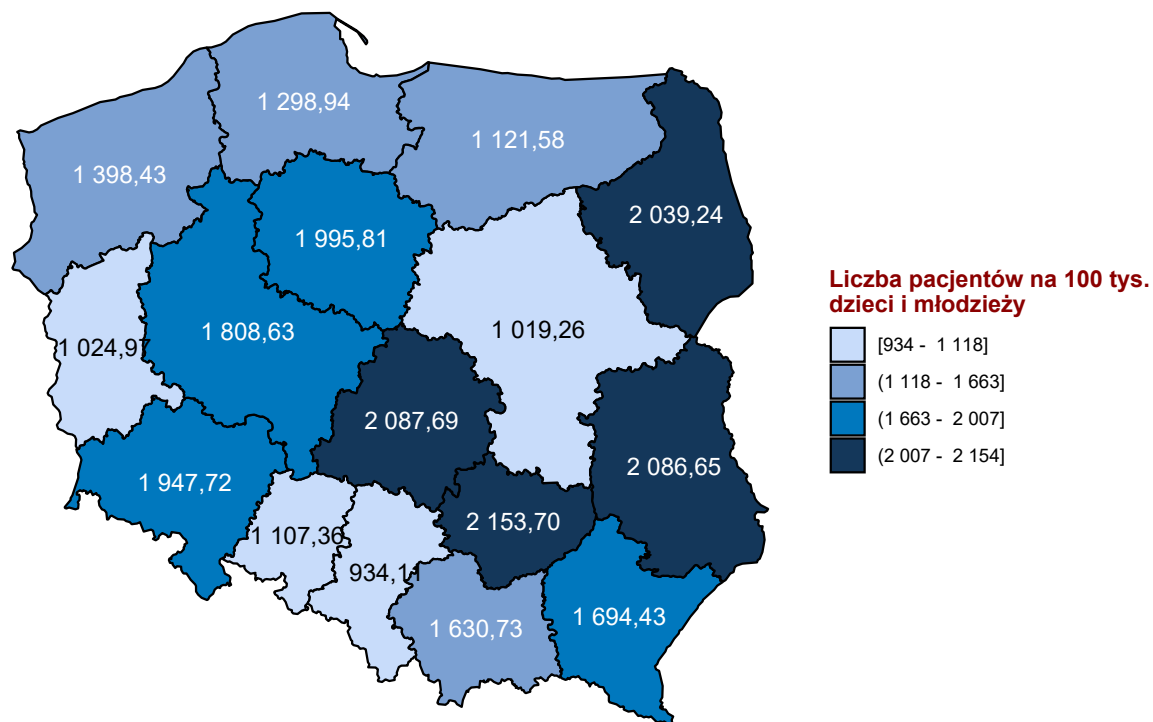 1 298,94
1 121,58
1 398,43
2 039,24
1 995,81
1 808,63
1 019,26
1 024,97
2 087,69
2 086,65
1 947,72
2 153,70
1 107,36
934,11
1 630,73
1 694,43
Liczba pacjentów na 100 tys.
dzieci i młodzieży
[934 - 1 118]
(1 118 - 1 663]
(1 663 - 2 007]
(2 007 - 2 154]